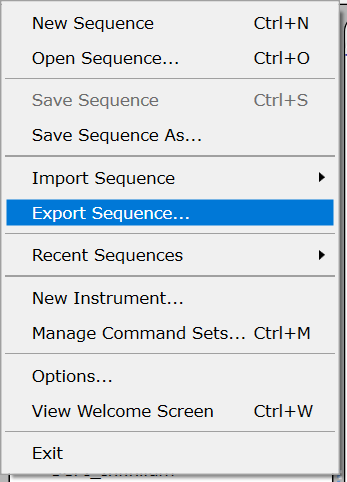 New Sequence Ctrl+N
Open Sequence... Ctrl+O
Save Sequence Ctrl+S
Save Sequence As...
Import Sequence
Export Sequence...
Recent Sequences
New Instrument...
Manage Command Sets... Ctrl+M
Options...
View Welcome Screen Ctrl+W
Exit